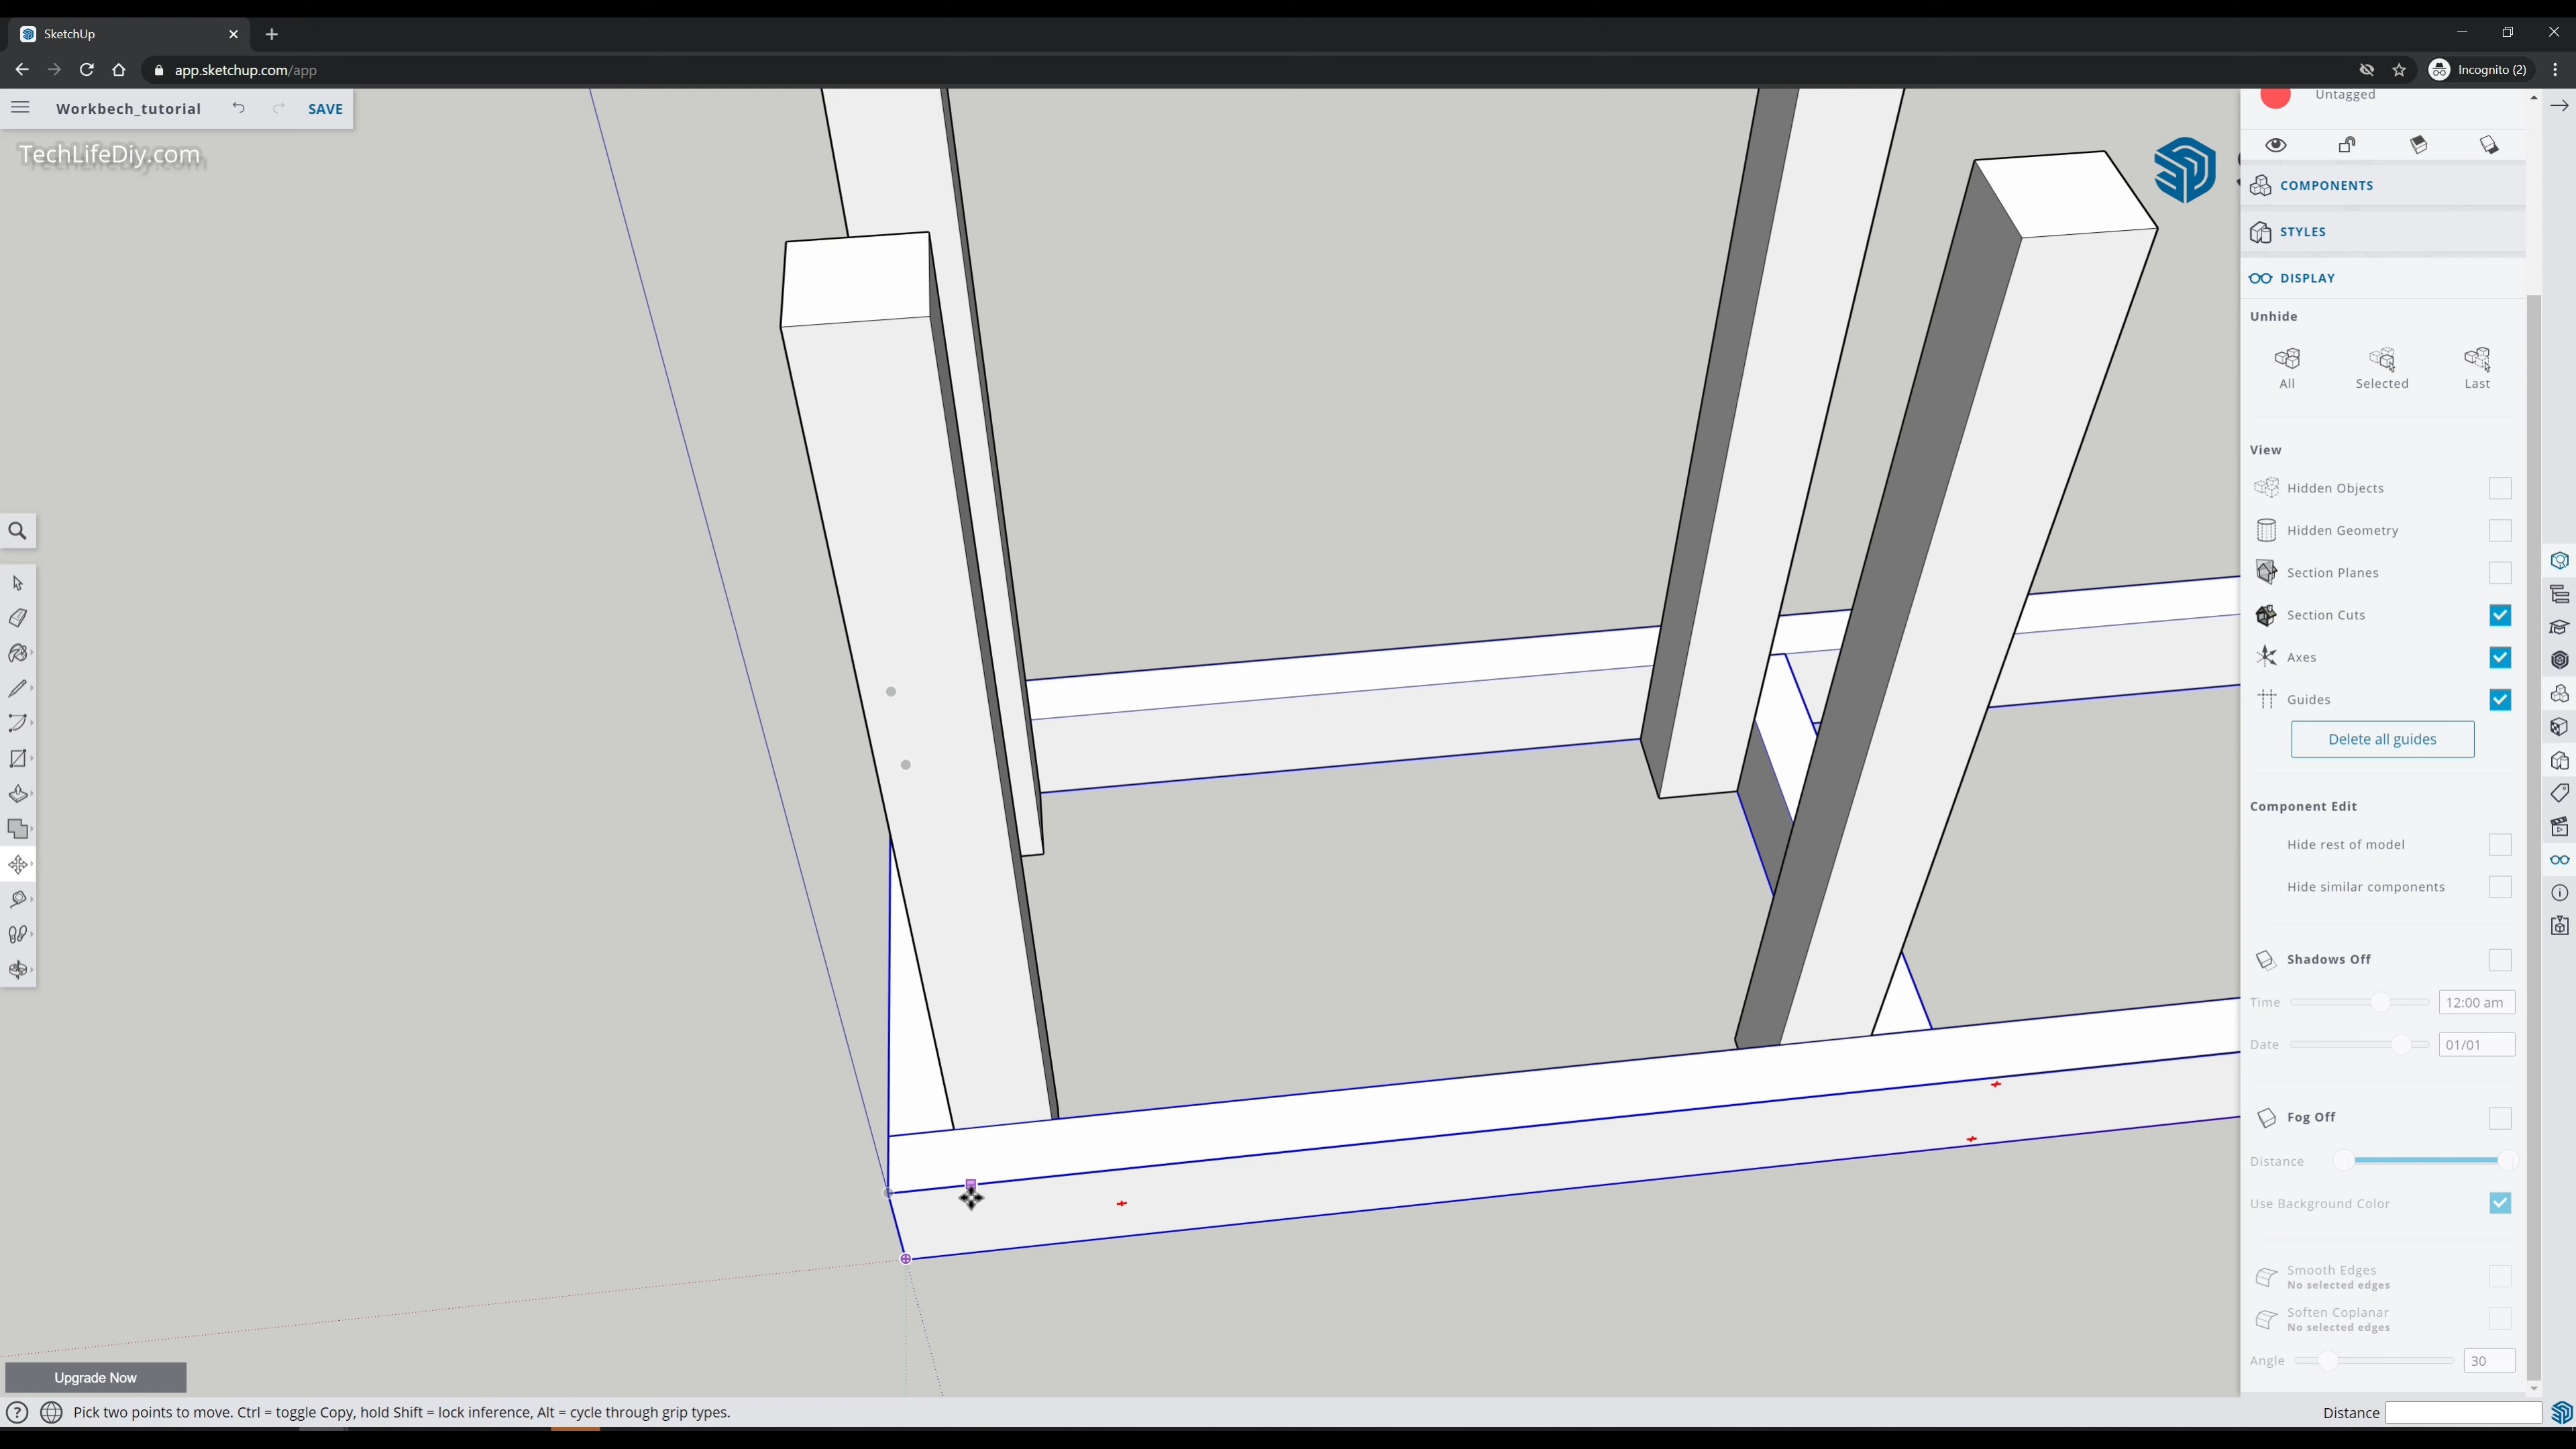 SketchUp
app.sketchup.com/app
Incognito (2)
Workbech_tutorial
SAVE
TechLifeDiy.com
Untagged
COMPONENTS
STYLES
DISPLAY
Unhide
All
Selected
Last
View
Hidden Objects
Hidden Geometry
Section Planes
Section Cuts
Axes
Guides
Delete all guides
Component Edit
Hide rest of model
Hide similar components
Shadows Off
Time
12:00 am
Date
01/01
Fog Off
Distance
Use Background Color
Smooth Edges
No selected edges
Soften Coplanar
No selected edges
Angle
30
Upgrade Now
Pick two points to move. Ctrl = toggle Copy, hold Shift = lock inference, Alt = cycle through grip types.
Distance